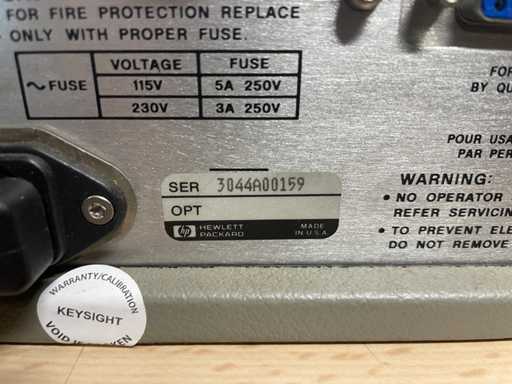 FOR FIRE PROTECTION REPLACE
ONLY WITH PROPER FUSE.
VOLTAGE FUSE
~ FUSE 115V 5A 250V
230V 3A 250V
FOR
BY QU
POUR USA
PAR PER
SER 3044A00159
OPT
hp HEWLETT PACKARD MADE IN U.S.A.
WARNING:
• NO OPERATOR
REFER SERVICIN
• TO PREVENT ELE
DO NOT REMOVE
WARRANTY/CALIBRATION
KEYSIGHT
VOID